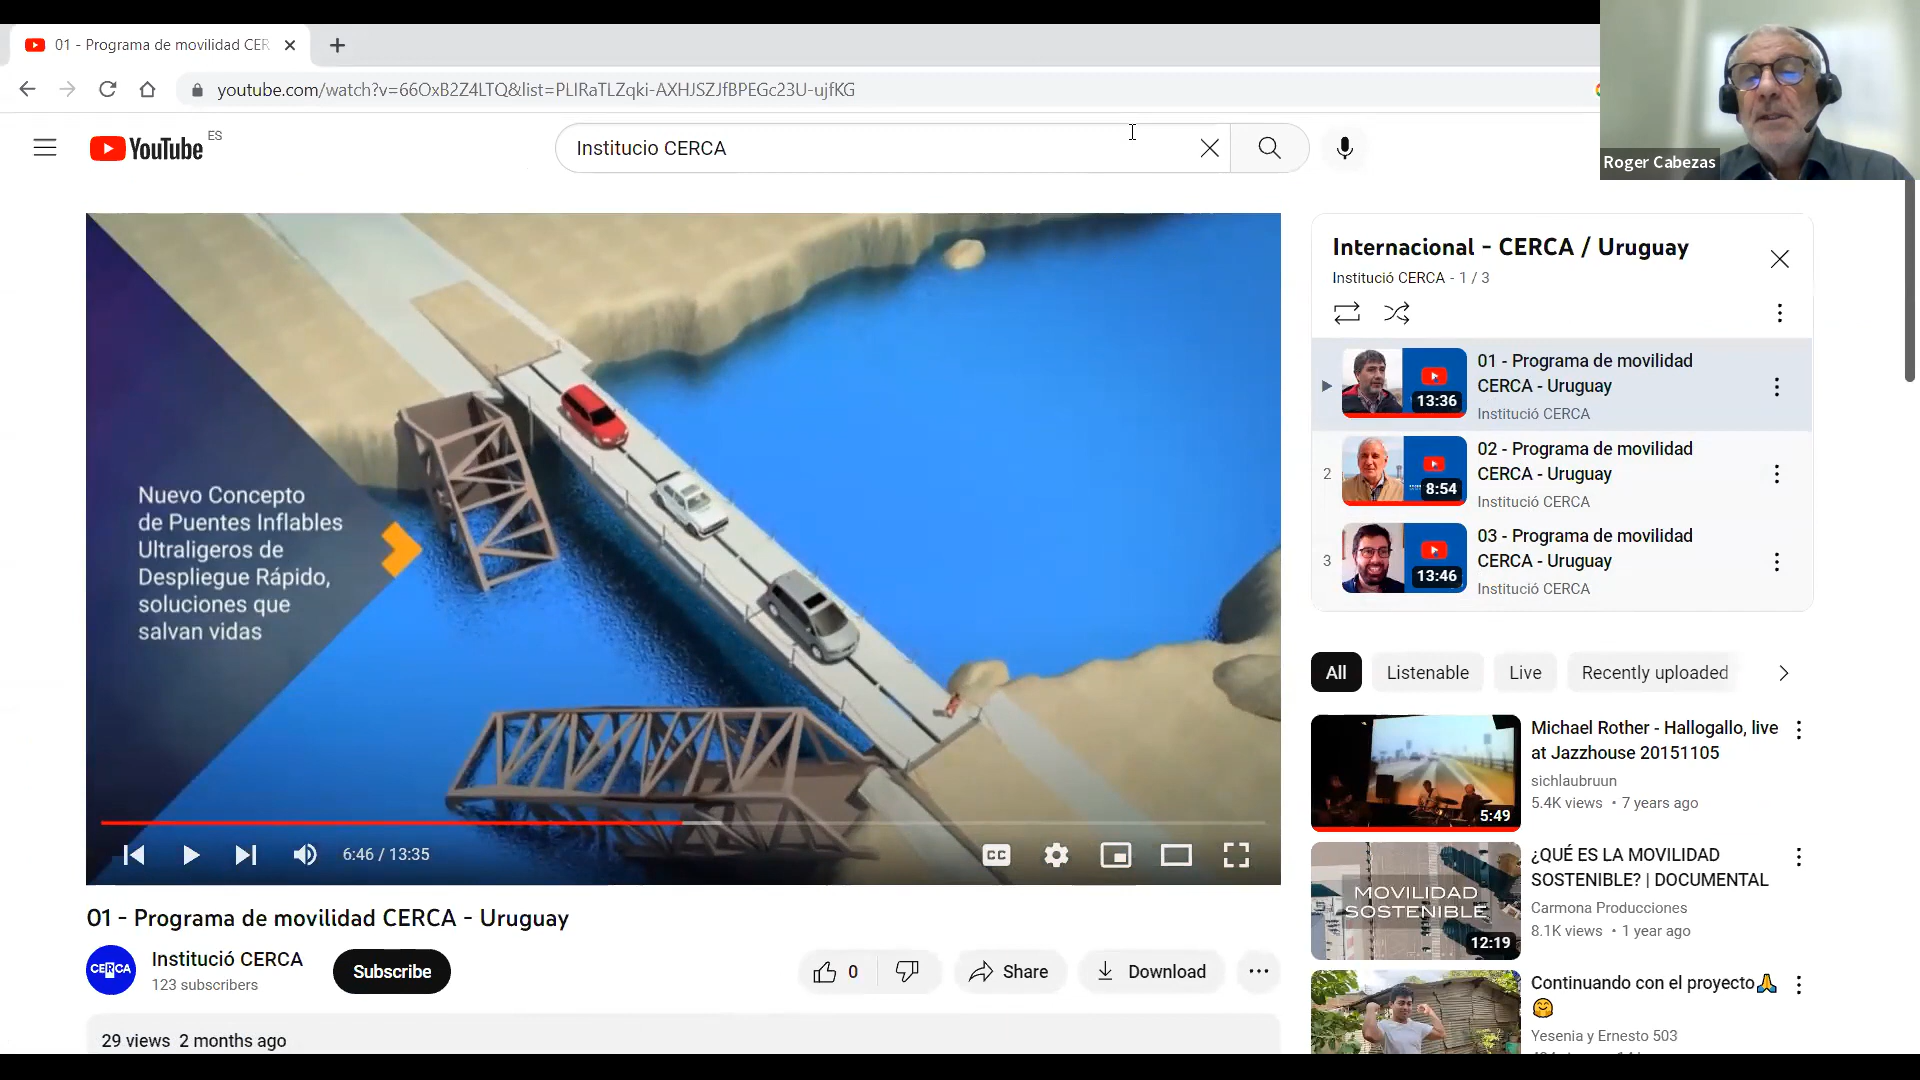 01 - Programa de movilidad CER
youtube.com/watch?v=66OxB2Z4LTQ&list=PLIRaTLZqki-AXHJSZJfBPEGc23U-ujfKG
Roger Cabezas
YouTube
ES
Institucio CERCA
Nuevo Concepto
de Puentes Inflables
Ultraligeros de
Despliegue Rápido,
soluciones que
salvan vidas
6:46 / 13:35
CC
01 - Programa de movilidad CERCA - Uruguay
CERCA
Institució CERCA
123 subscribers
Subscribe
0
Share
Download
29 views 2 months ago
Internacional - CERCA / Uruguay
Institució CERCA - 1 / 3
13:36
01 - Programa de movilidad
CERCA - Uruguay
Institució CERCA
2
8:54
02 - Programa de movilidad
CERCA - Uruguay
Institució CERCA
3
13:46
03 - Programa de movilidad
CERCA - Uruguay
Institució CERCA
All
Listenable
Live
Recently uploaded
5:49
Michael Rother - Hallogallo, live
at Jazzhouse 20151105
sichlaubruun
5.4K views • 7 years ago
MOVILIDAD
SOSTENIBLE
12:19
¿QUÉ ES LA MOVILIDAD
SOSTENIBLE? | DOCUMENTAL
Carmona Producciones
8.1K views • 1 year ago
Continuando con el proyecto🙏
🤗
Yesenia y Ernesto 503